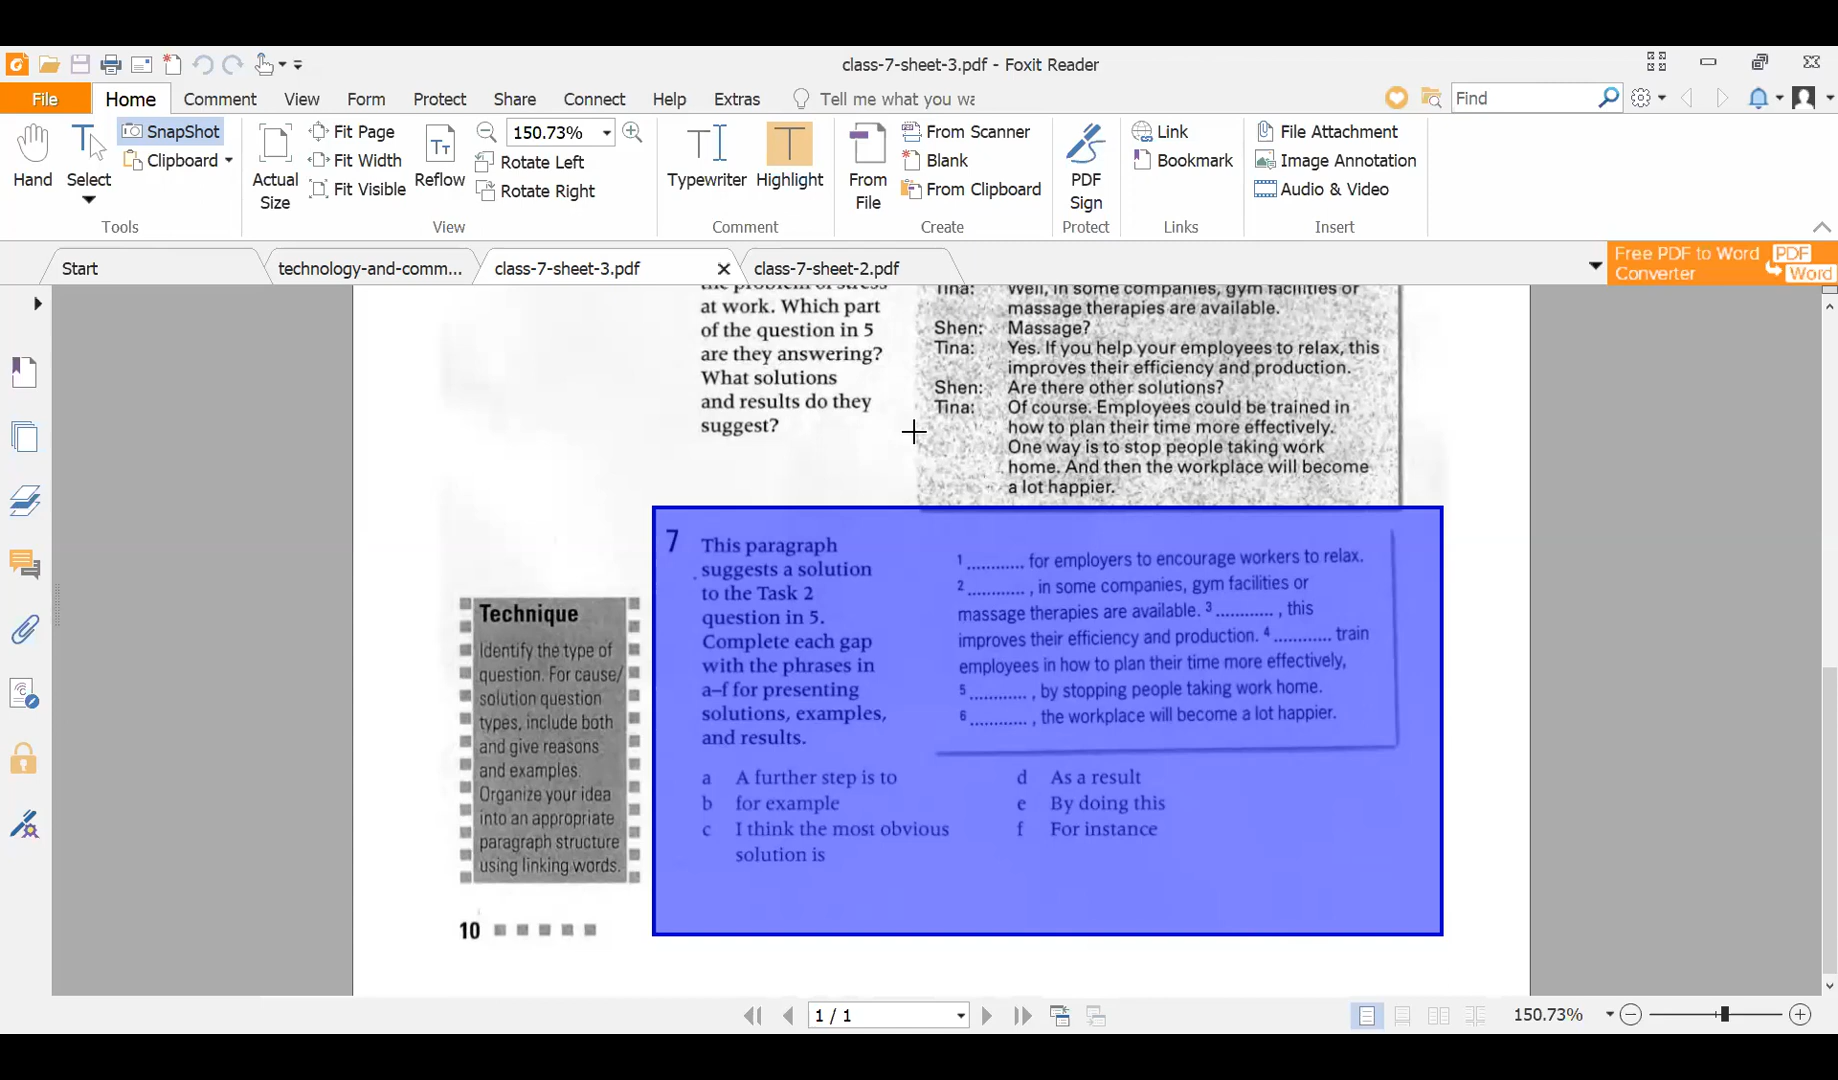 class-7-sheet-3.pdf - Foxit Reader
File Home Comment View Form Protect Share Connect Help Extras Tell me what you wa Find
SnapShot
Clipboard
Hand Select
Tools
Fit Page
Fit Width
Fit Visible
Actual Size
Reflow
150.73%
Rotate Left
Rotate Right
View
Typewriter Highlight
Comment
From File
From Scanner
Blank
From Clipboard
Create
PDF Sign
Protect
Link
Bookmark
Links
File Attachment
Image Annotation
Audio & Video
Insert
Start technology-and-comm... class-7-sheet-3.pdf class-7-sheet-2.pdf
Free PDF to Word Converter PDF Word
the problem of stress
at work. Which part
of the question in 5
are they answering?
What solutions
and results do they
suggest?
Tina: Well, in some companies, gym facilities or
massage therapies are available.
Shen: Massage?
Tina: Yes. If you help your employees to relax, this
improves their efficiency and production.
Shen: Are there other solutions?
Tina: Of course. Employees could be trained in
how to plan their time more effectively.
One way is to stop people taking work
home. And then the workplace will become
a lot happier.
Technique
Identify the type of
question. For cause/
solution question
types, include both
and give reasons
and examples.
Organize your idea
into an appropriate
paragraph structure
using linking words.
7 This paragraph
suggests a solution
to the Task 2
question in 5.
Complete each gap
with the phrases in
a–f for presenting
solutions, examples,
and results.
1 ............ for employers to encourage workers to relax.
2 ............ , in some companies, gym facilities or
massage therapies are available. 3 ............ , this
improves their efficiency and production. 4 ............ train
employees in how to plan their time more effectively,
5 ............ , by stopping people taking work home.
6 ............ , the workplace will become a lot happier.
a A further step is to
b for example
c I think the most obvious
solution is
d As a result
e By doing this
f For instance
10
1 / 1
150.73%